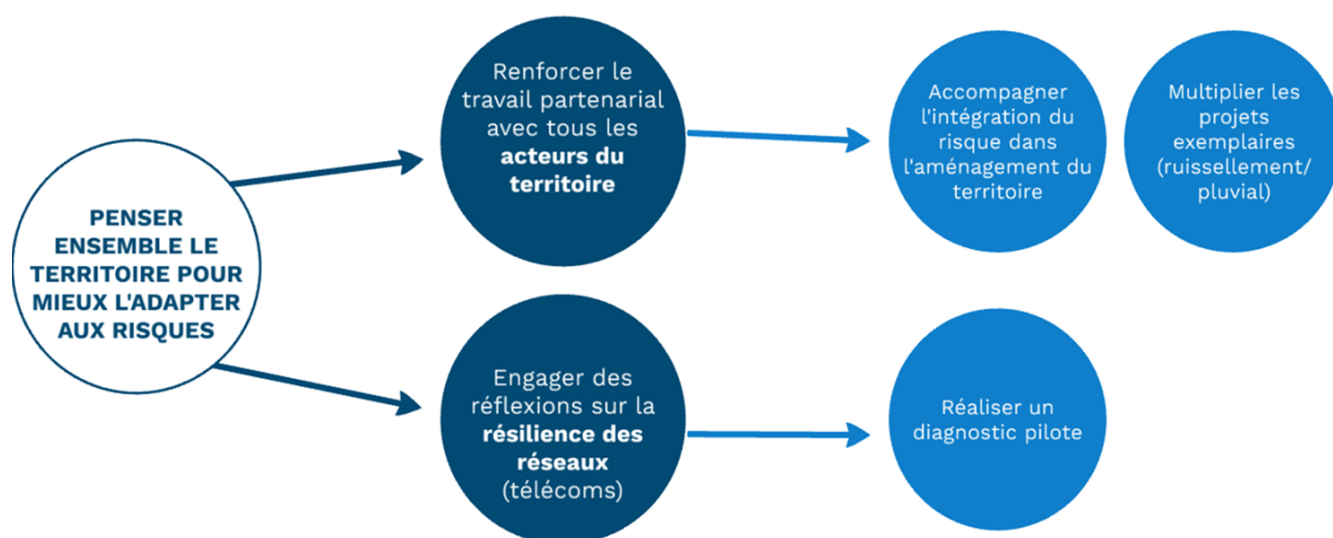 PENSER
ENSEMBLE LE
TERRITOIRE POUR
MIEUX L'ADAPTER
AUX RISQUES
Renforcer le
travail partenarial
avec tous les
acteurs du
territoire
Accompagner
l'intégration du
risque dans
l'aménagement du
territoire
Multiplier les
projets
exemplaires
(ruissellement/
pluvial)
Engager des
réflexions sur la
résilience des
réseaux
(télécoms)
Réaliser un
diagnostic pilote